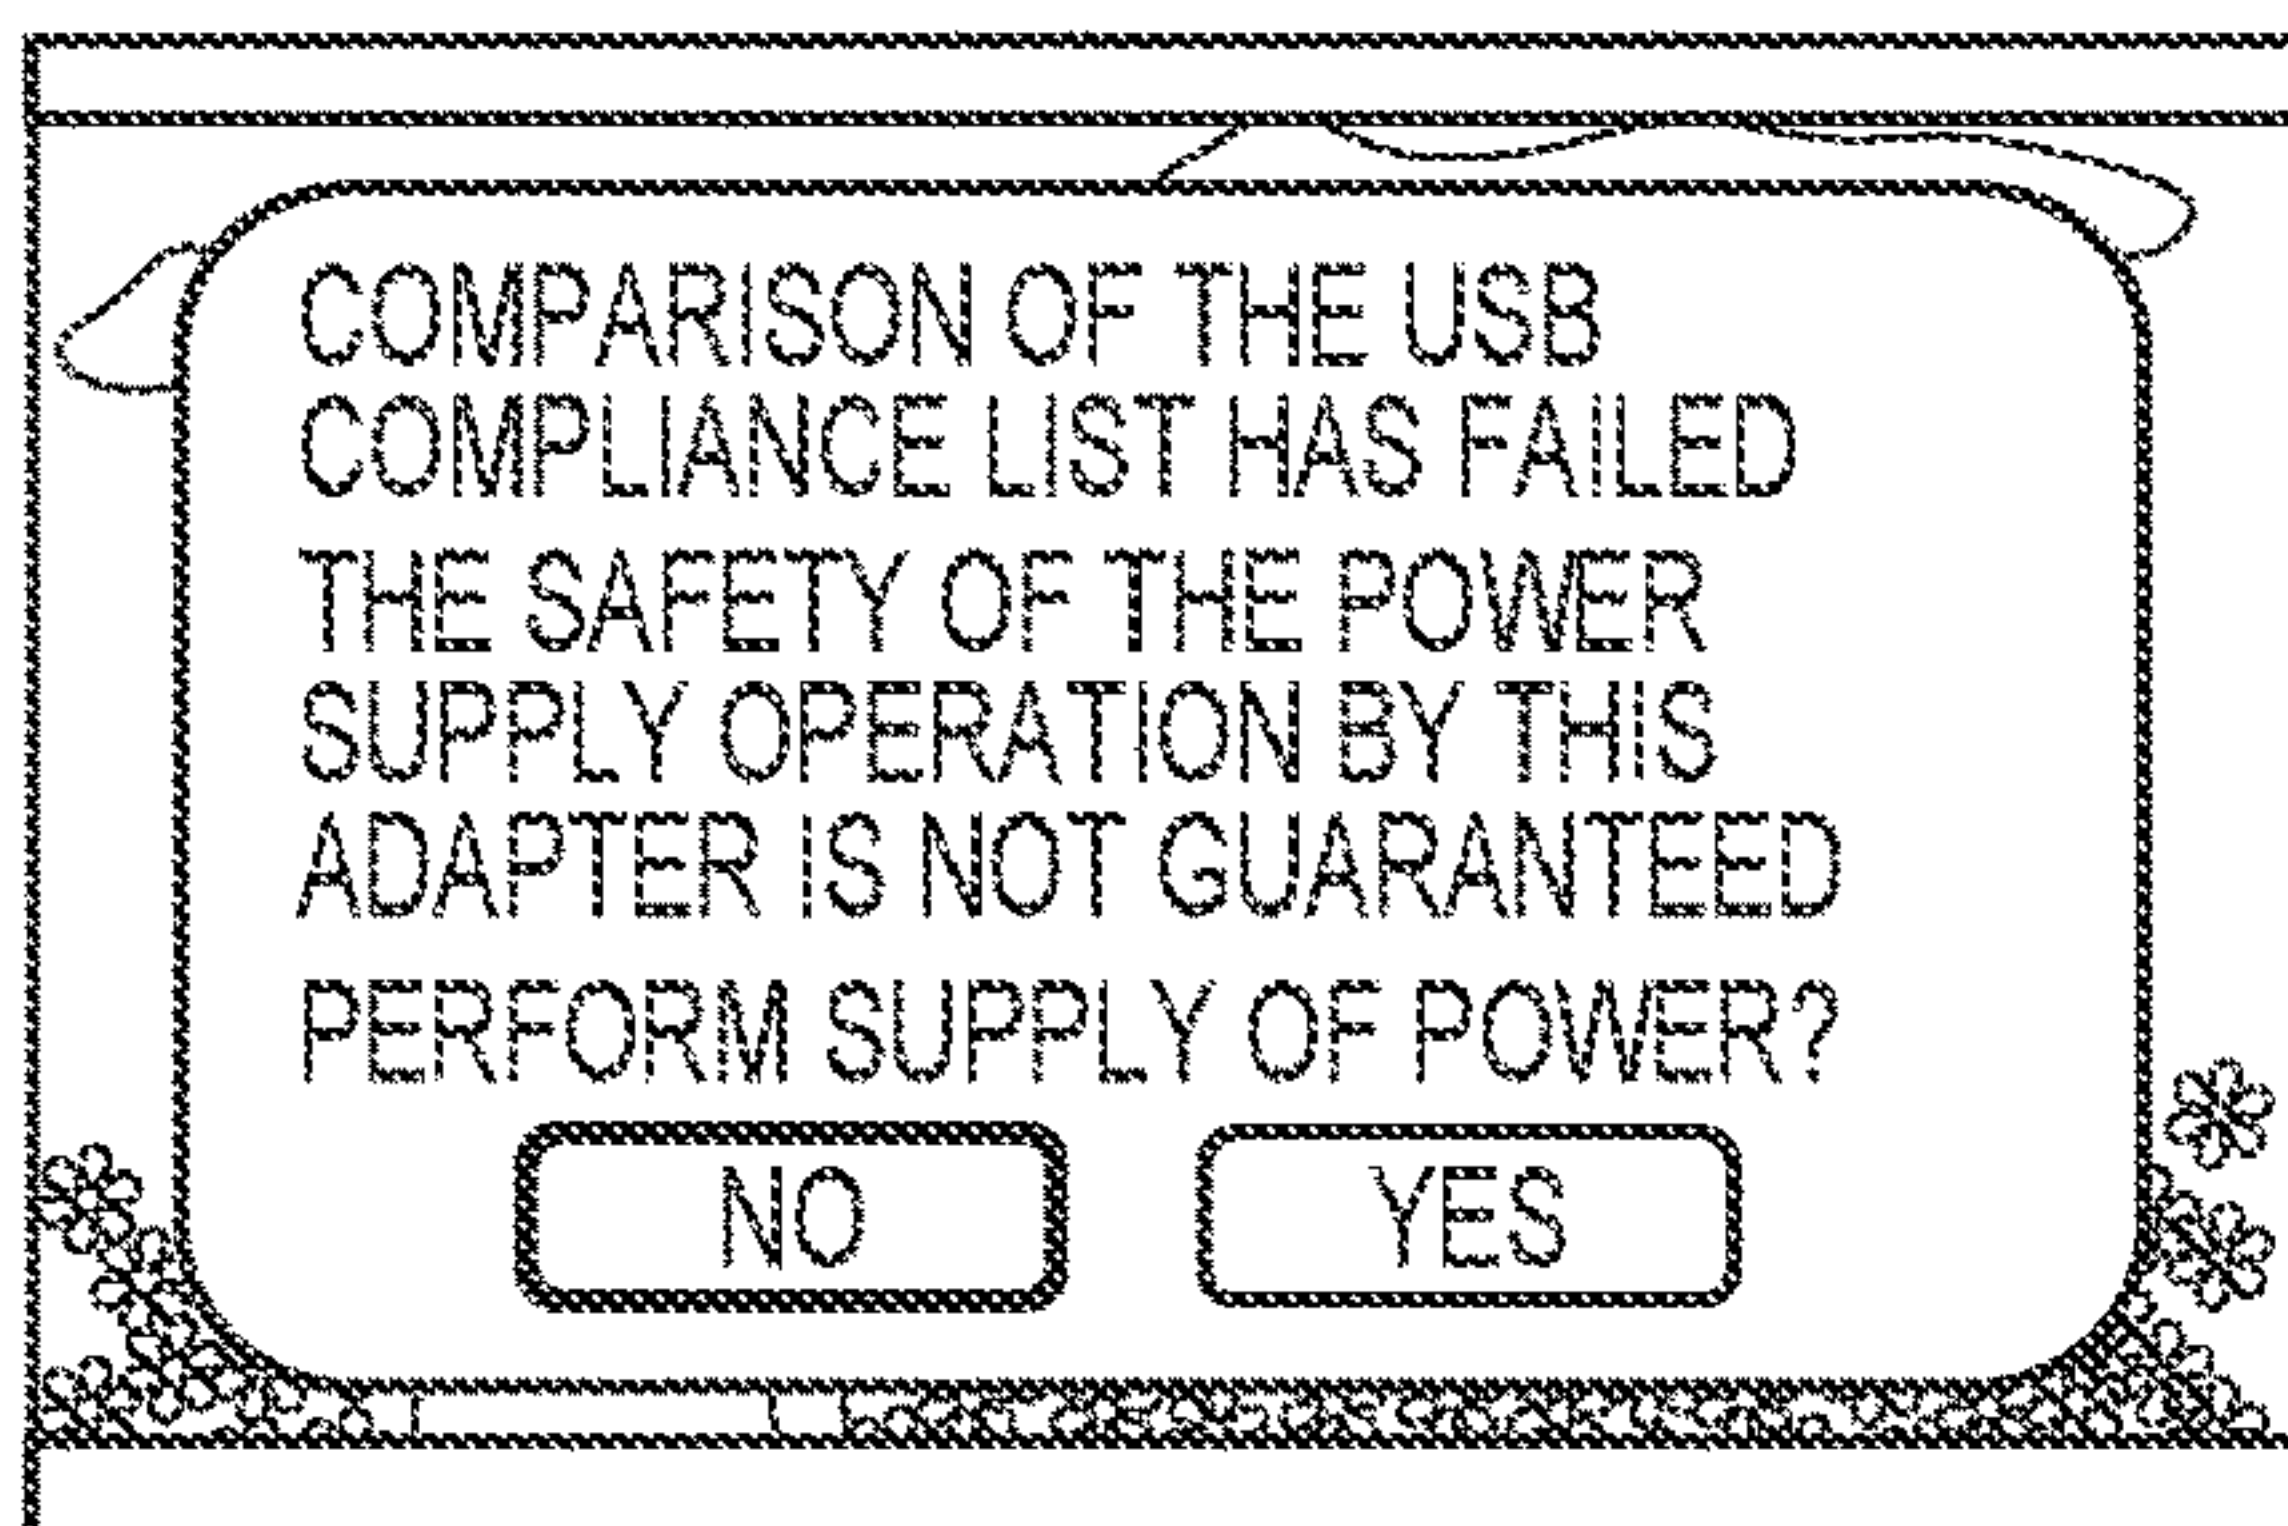 COMPARISON OF THE USB
COMPLIANCE LIST HAS FAILED
THE SAFETY OF THE POWER
SUPPLY OPERATION BY THIS
ADAPTER IS NOT GUARANTEED
PERFORM SUPPLY OF POWER?
NO YES